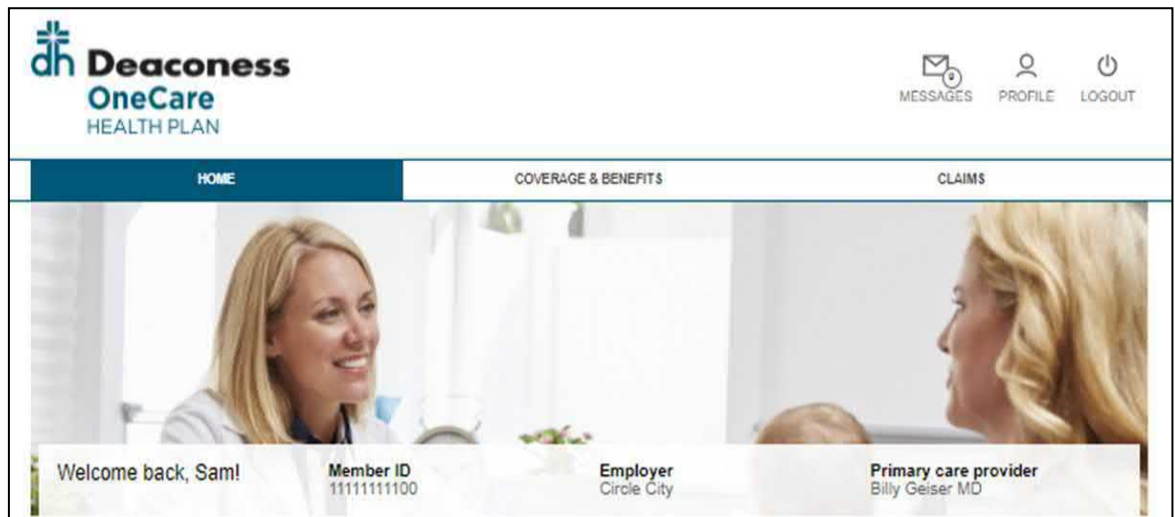 dh Deaconess
OneCare
HEALTH PLAN
MESSAGES PROFILE LOGOUT
HOME COVERAGE & BENEFITS CLAIMS
Welcome back, Sam! Member ID Employer Primary care provider
11111111100 Circle City Billy Geiser MD